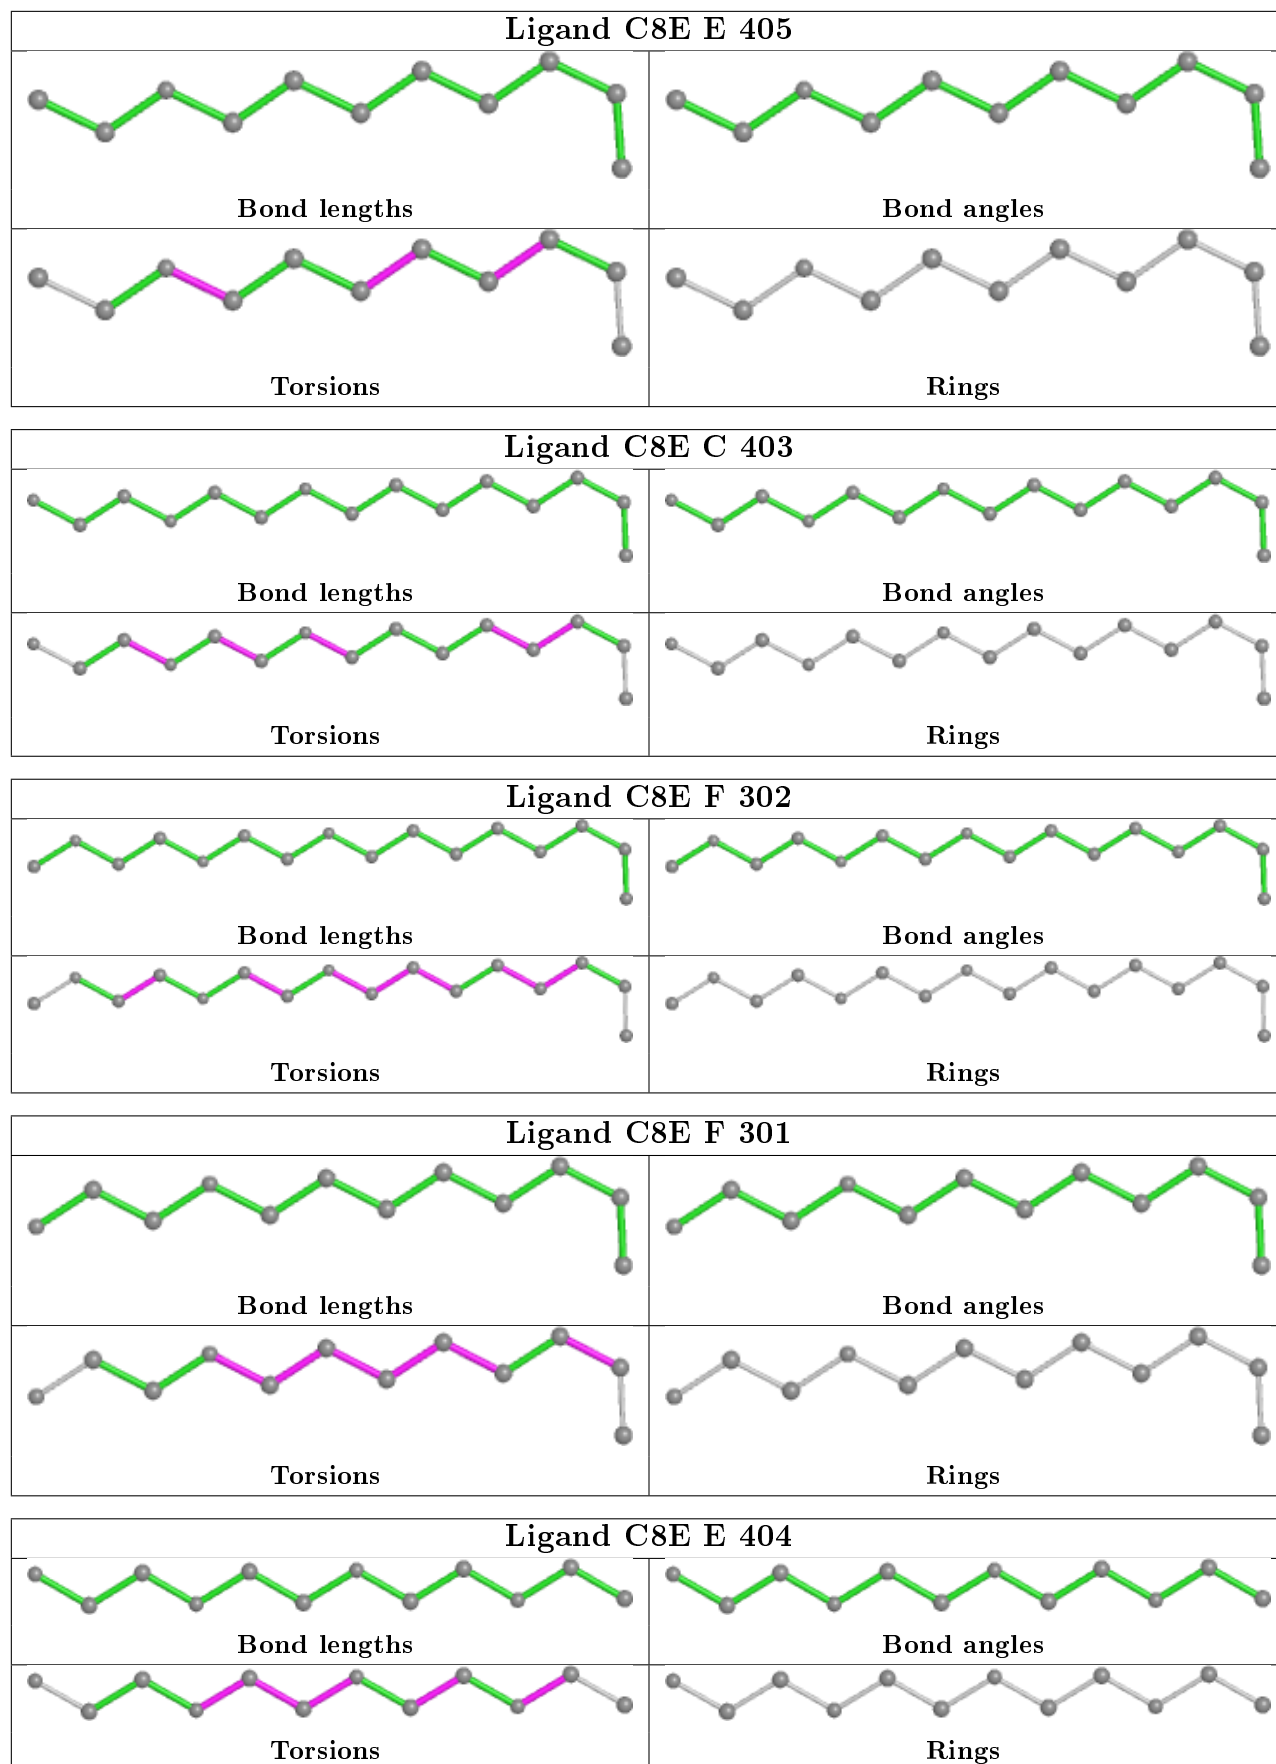 Ligand C8E E 405
Bond lengths
Bond angles
Torsions
Rings
Ligand C8E C 403
Bond lengths
Bond angles
Torsions
Rings
Ligand C8E F 302
Bond lengths
Bond angles
Torsions
Rings
Ligand C8E F 301
Bond lengths
Bond angles
Torsions
Rings
Ligand C8E E 404
Bond lengths
Bond angles
Torsions
Rings